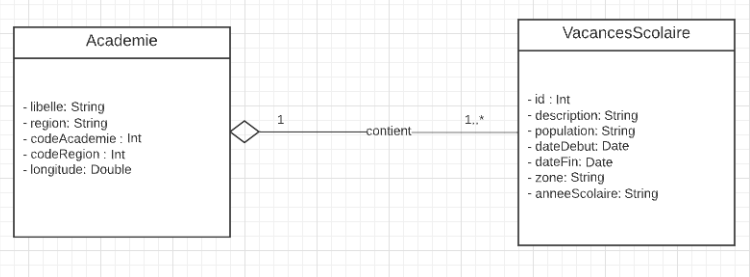 Academie
- libelle: String
- region: String
- codeAcademie : Int
- codeRegion : Int
- longitude: Double
1
contient
1..*
VacancesScolaire
- id : Int
- description: String
- population: String
- dateDebut: Date
- dateFin: Date
- zone: String
- anneeScolaire: String